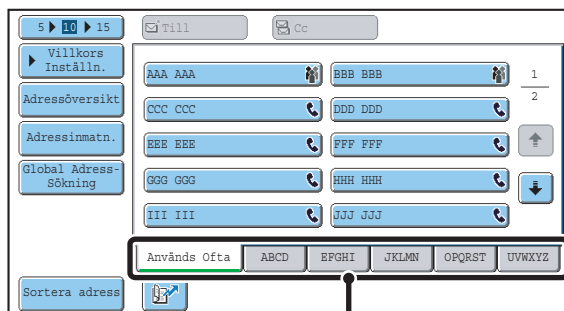 5 10 15
Till
Cc
Villkors
Inställn.
Adressöversikt
Adressinmatn.
Global Adress-
Sökning
AAA AAA
BBB BBB
CCC CCC
DDD DDD
EEE EEE
FFF FFF
GGG GGG
HHH HHH
III III
JJJ JJJ
1
2
Används Ofta
ABCD
EFGHI
JKLMN
OPQRST
UVWXYZ
Sortera adress